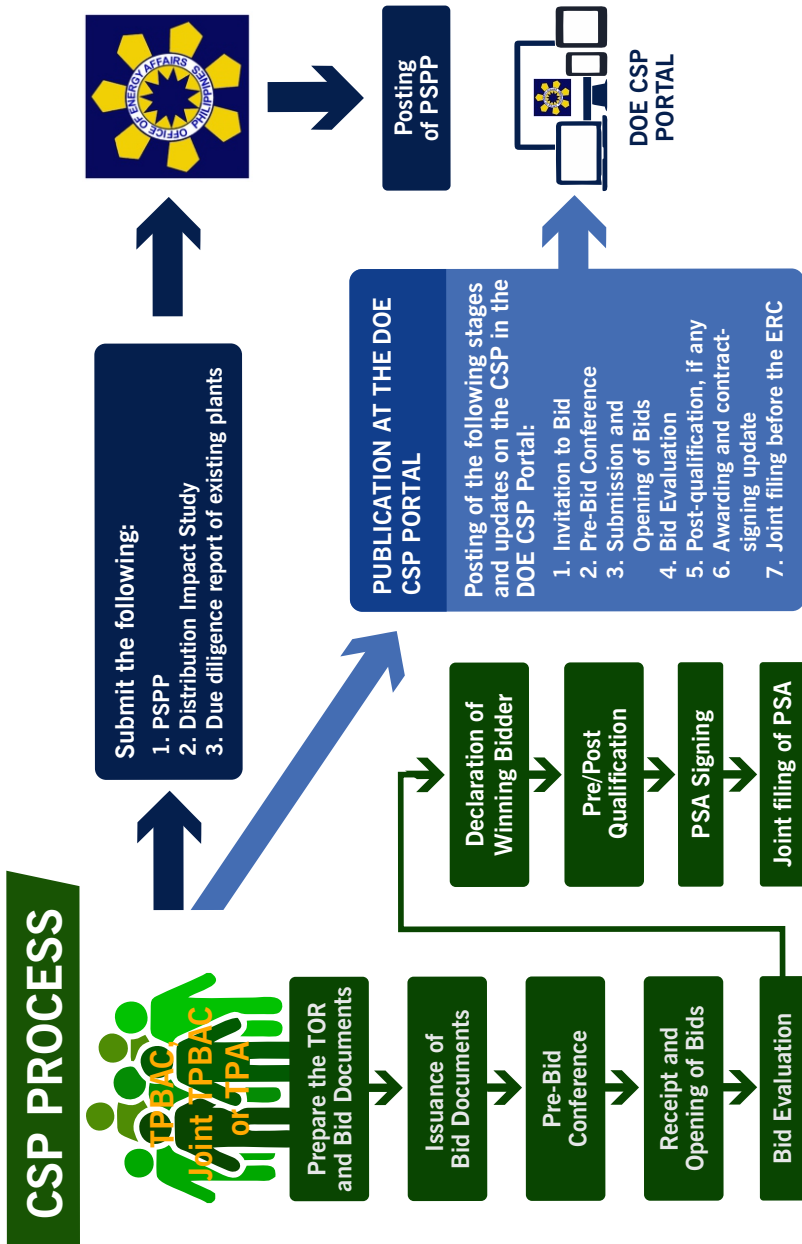 CSP PROCESS
TPBAC,
Joint TPBAC
or TPA
Prepare the TOR
and Bid Documents
Issuance of
Bid Documents
Pre-Bid
Conference
Receipt and
Opening of Bids
Bid Evaluation
Declaration of
Winning Bidder
Pre/Post
Qualification
PSA Signing
Joint filing of PSA
Submit the following:
1. PSPP
2. Distribution Impact Study
3. Due diligence report of existing plants
OFFICE OF ENERGY AFFAIRS
PHILIPPINES
Posting
of PSPP
PUBLICATION AT THE DOE
CSP PORTAL
Posting of the following stages
and updates on the CSP in the
DOE CSP Portal:
1. Invitation to Bid
2. Pre-Bid Conference
3. Submission and
Opening of Bids
4. Bid Evaluation
5. Post-qualification, if any
6. Awarding and contract-
signing update
7. Joint filing before the ERC
DOE CSP
PORTAL